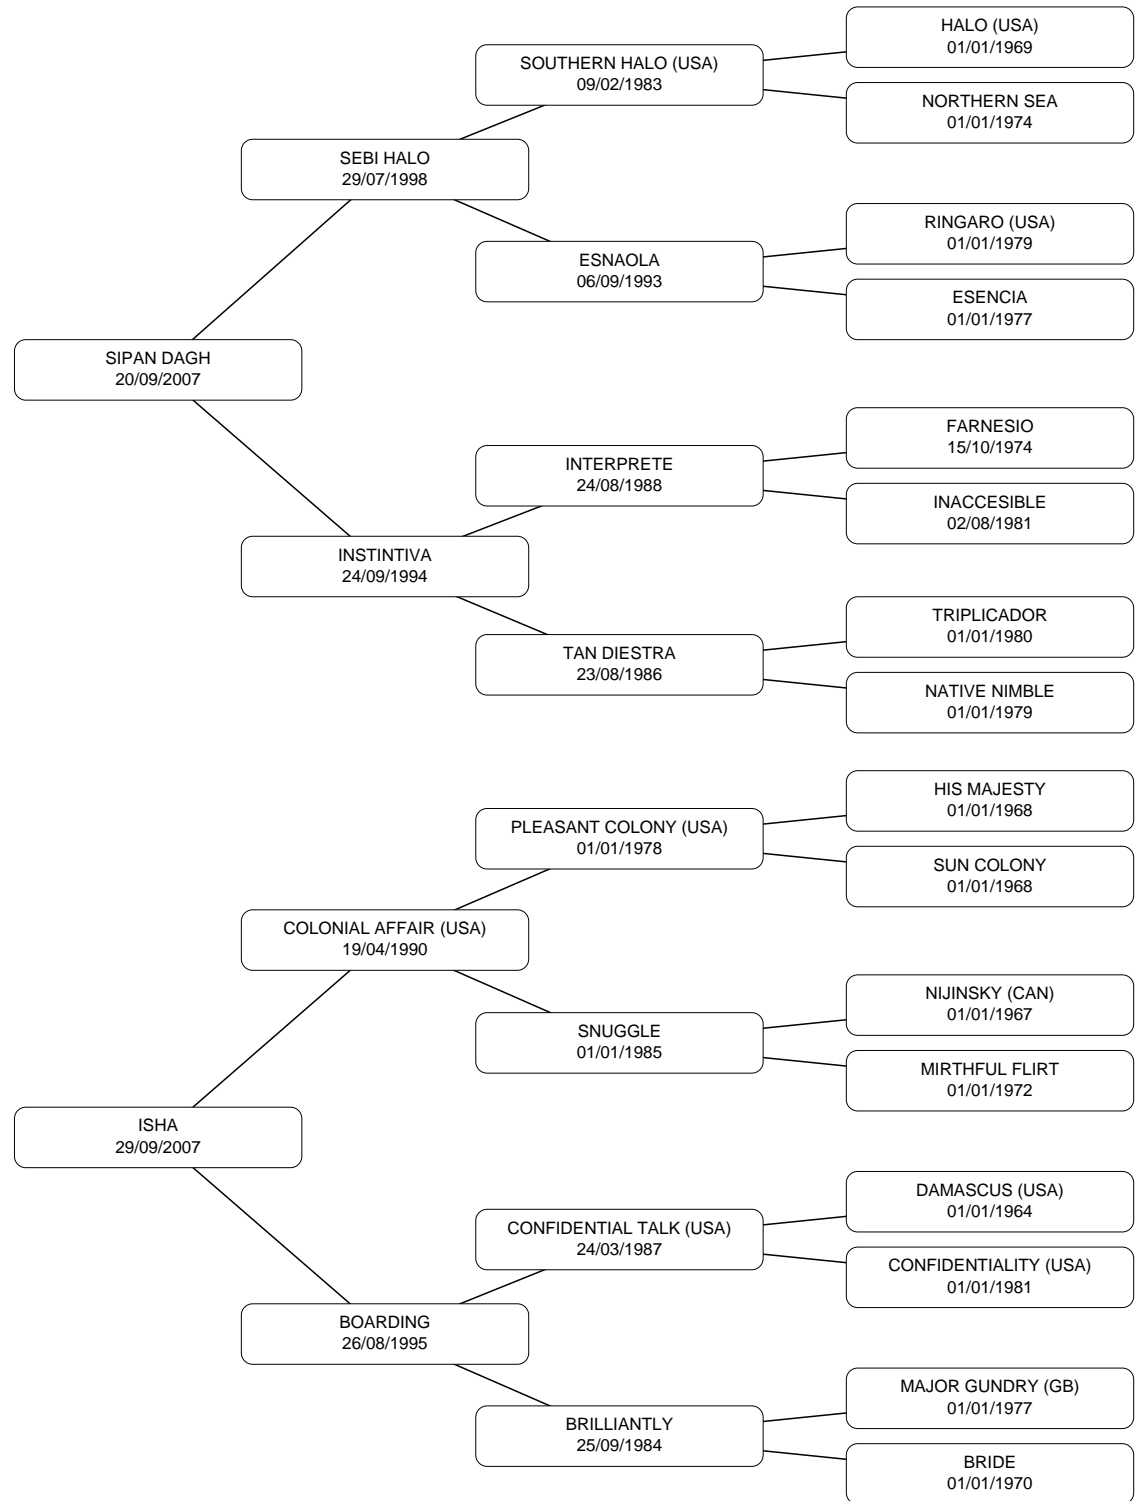 HALO (USA)
01/01/1969
SOUTHERN HALO (USA)
09/02/1983
NORTHERN SEA
01/01/1974
SEBI HALO
29/07/1998
RINGARO (USA)
01/01/1979
ESNAOLA
06/09/1993
ESENCIA
01/01/1977
SIPAN DAGH
20/09/2007
FARNESIO
15/10/1974
INTERPRETE
24/08/1988
INACCESIBLE
02/08/1981
INSTINTIVA
24/09/1994
TRIPLICADOR
01/01/1980
TAN DIESTRA
23/08/1986
NATIVE NIMBLE
01/01/1979
HIS MAJESTY
01/01/1968
PLEASANT COLONY (USA)
01/01/1978
SUN COLONY
01/01/1968
COLONIAL AFFAIR (USA)
19/04/1990
NIJINSKY (CAN)
01/01/1967
SNUGGLE
01/01/1985
MIRTHFUL FLIRT
01/01/1972
ISHA
29/09/2007
DAMASCUS (USA)
01/01/1964
CONFIDENTIAL TALK (USA)
24/03/1987
CONFIDENTIALITY (USA)
01/01/1981
BOARDING
26/08/1995
MAJOR GUNDRY (GB)
01/01/1977
BRILLIANTLY
25/09/1984
BRIDE
01/01/1970